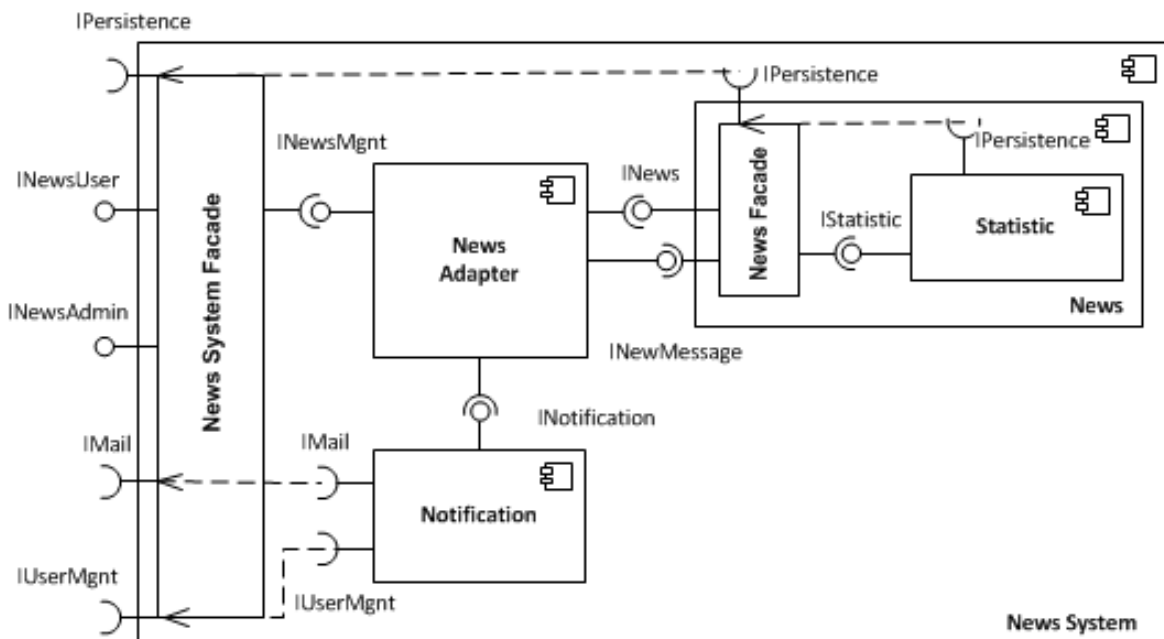 IPersistence
IPersistence
IPersistence
INewsMgnt
INewsUser
INews
IStatistic
News System Facade
News
Adapter
News Facade
Statistic
News
INewsAdmin
INewMessage
INotification
IMail
IMail
Notification
IUserMgnt
IUserMgnt
News System